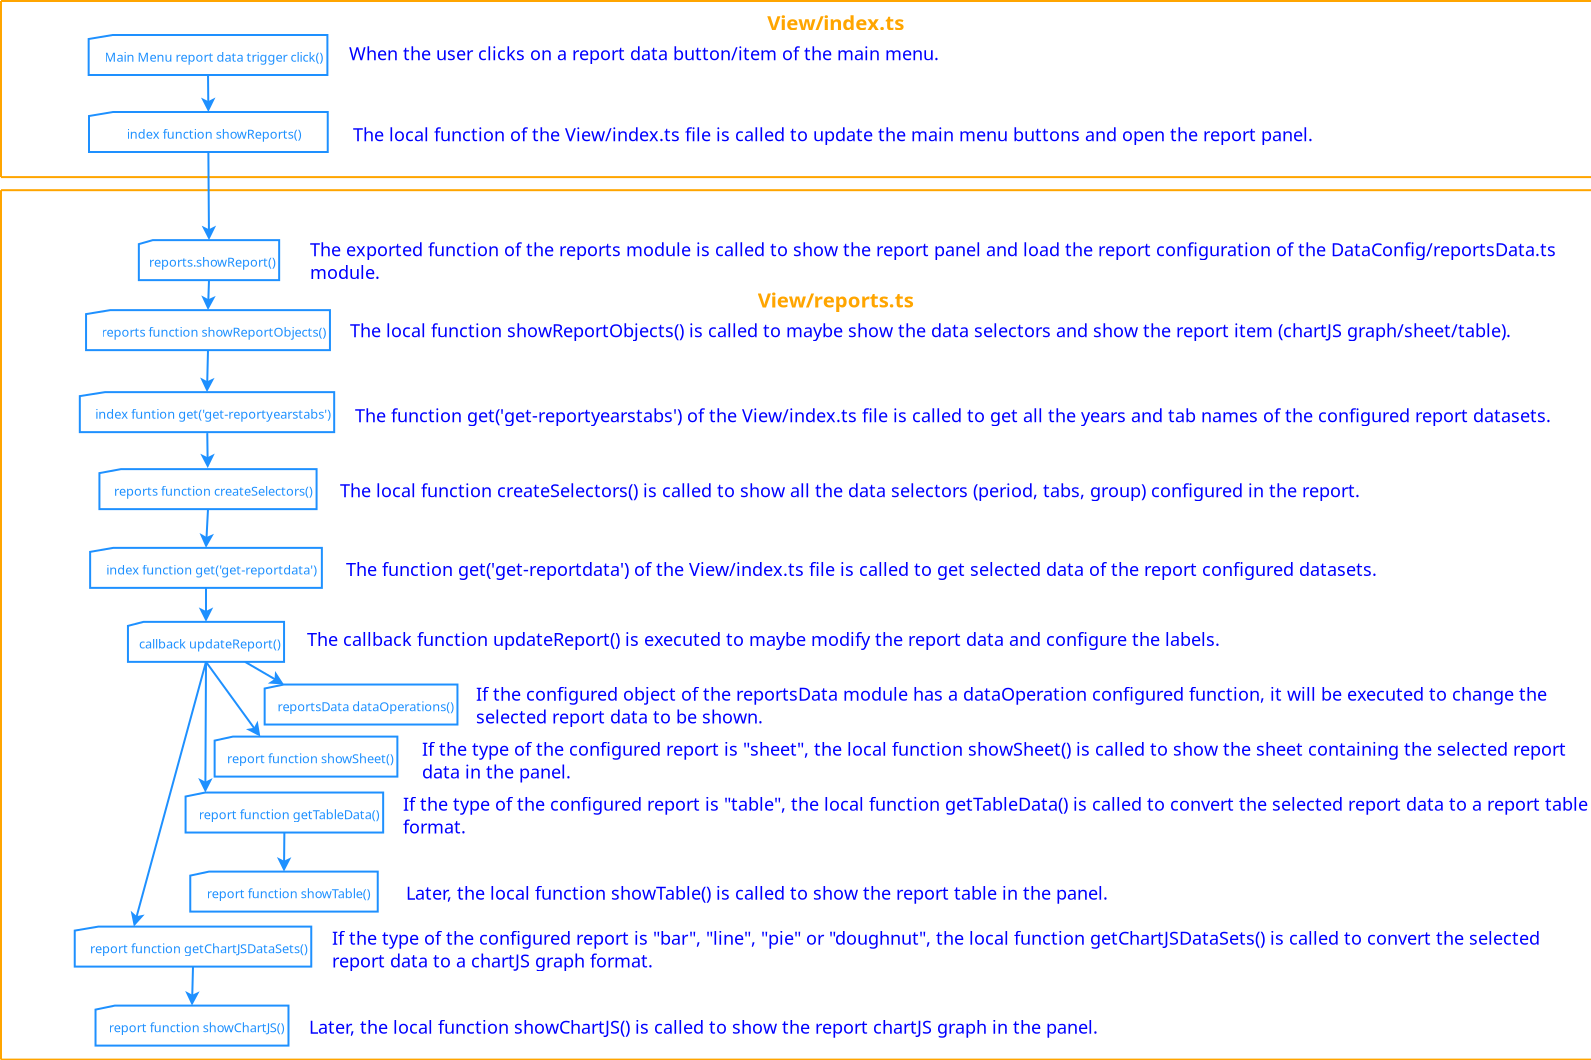 View/index.ts
Main Menu report data trigger click()
When the user clicks on a report data button/item of the main menu.
index function showReports()
The local function of the View/index.ts file is called to update the main menu buttons and open the report panel.
reports.showReport()
The exported function of the reports module is called to show the report panel and load the report configuration of the DataConfig/reportsData.ts
module.
View/reports.ts
reports function showReportObjects()
The local function showReportObjects() is called to maybe show the data selectors and show the report item (chartJS graph/sheet/table).
index funtion get('get-reportyearstabs')
The function get('get-reportyearstabs') of the View/index.ts file is called to get all the years and tab names of the configured report datasets.
reports function createSelectors()
The local function createSelectors() is called to show all the data selectors (period, tabs, group) configured in the report.
index function get('get-reportdata')
The function get('get-reportdata') of the View/index.ts file is called to get selected data of the report configured datasets.
callback updateReport()
The callback function updateReport() is executed to maybe modify the report data and configure the labels.
reportsData dataOperations()
If the configured object of the reportsData module has a dataOperation configured function, it will be executed to change the
selected report data to be shown.
report function showSheet()
If the type of the configured report is "sheet", the local function showSheet() is called to show the sheet containing the selected report
data in the panel.
report function getTableData()
If the type of the configured report is "table", the local function getTableData() is called to convert the selected report data to a report table
format.
report function showTable()
Later, the local function showTable() is called to show the report table in the panel.
report function getChartJSDataSets()
If the type of the configured report is "bar", "line", "pie" or "doughnut", the local function getChartJSDataSets() is called to convert the selected
report data to a chartJS graph format.
report function showChartJS()
Later, the local function showChartJS() is called to show the report chartJS graph in the panel.